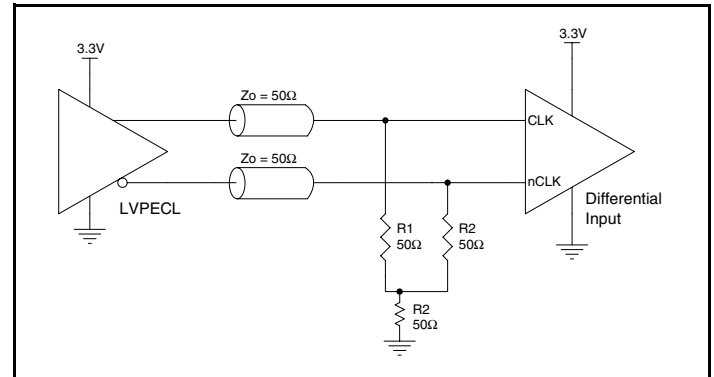 3.3V
3.3V
Zo = 50Ω
CLK
Zo = 50Ω
nCLK
Differential
Input
LVPECL
R1
50Ω
R2
50Ω
R2
50Ω